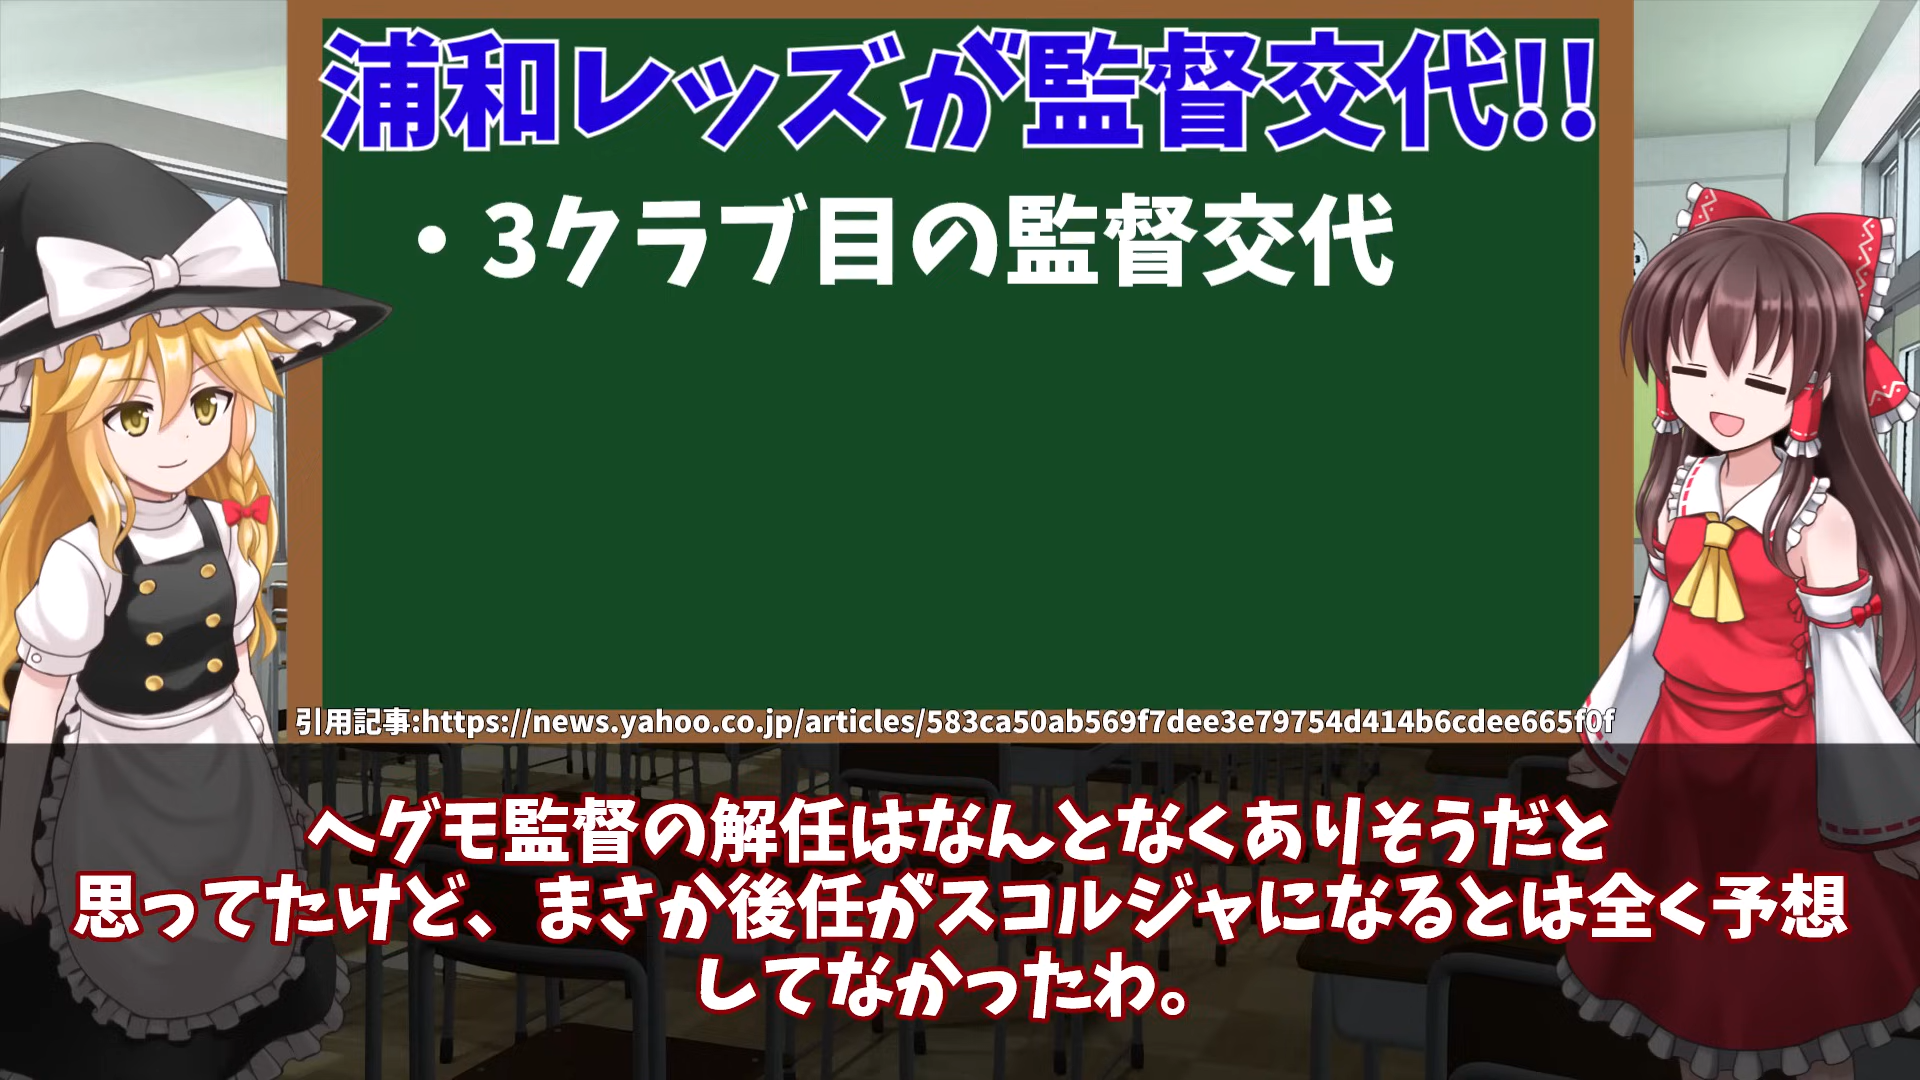 浦和レッズが監督交代!!
・3クラブ目の監督交代
引用記事:https://news.yahoo.co.jp/articles/583ca50ab569f7dee3e79754d414b6cdee665f0f
ヘグモ監督の解任はなんとなくありそうだと
思ってたけど、まさか後任がスコルジャになるとは全く予想
してなかったわ。